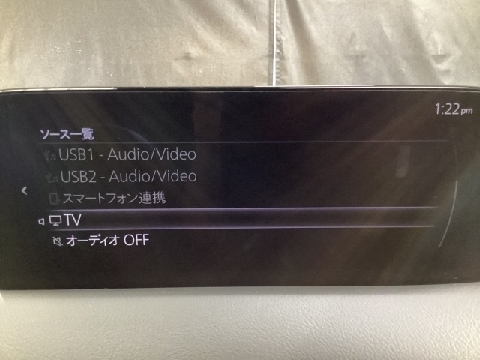 1:22pm
ソース一覧
USB1 - Audio/Video
USB2 - Audio/Video
スマートフォン連携
TV
オーディオ OFF